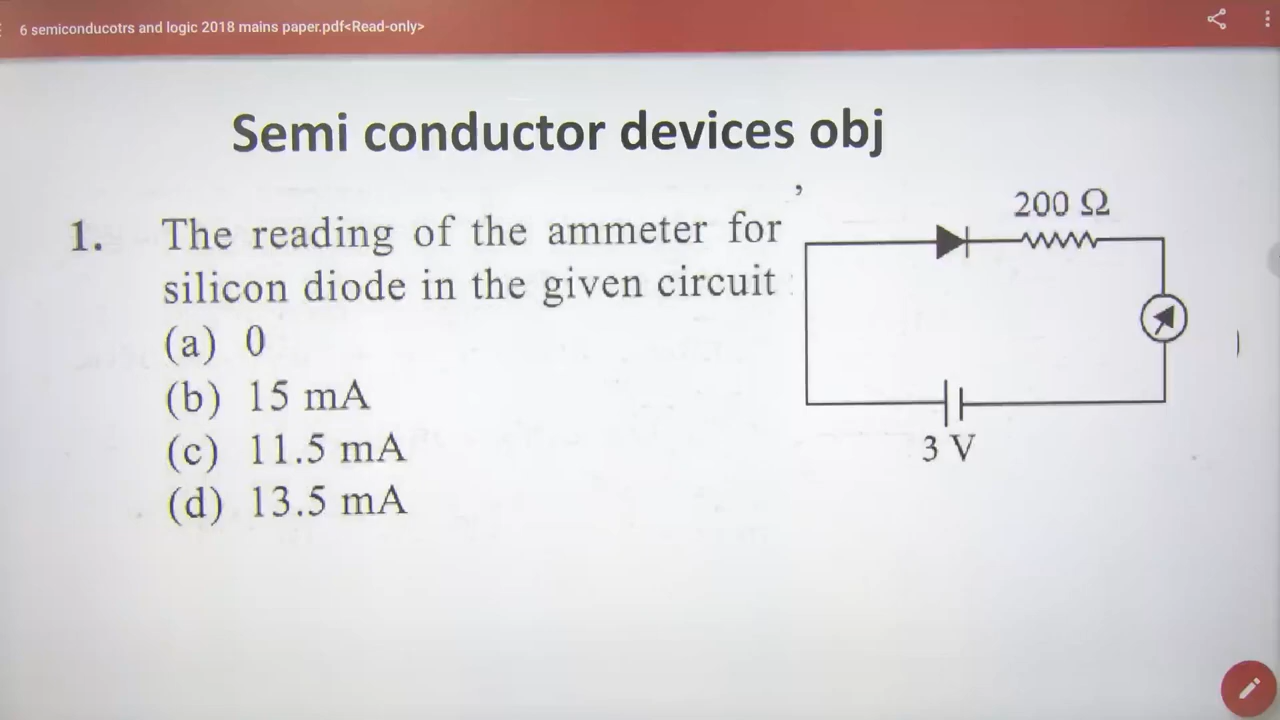 6 semiconducotrs and logic 2018 mains paper.pdf<Read-only>
Semi conductor devices obj
1. The reading of the ammeter for
silicon diode in the given circuit
(a) 0
(b) 15 mA
(c) 11.5 mA
(d) 13.5 mA
200 Ω
3 V